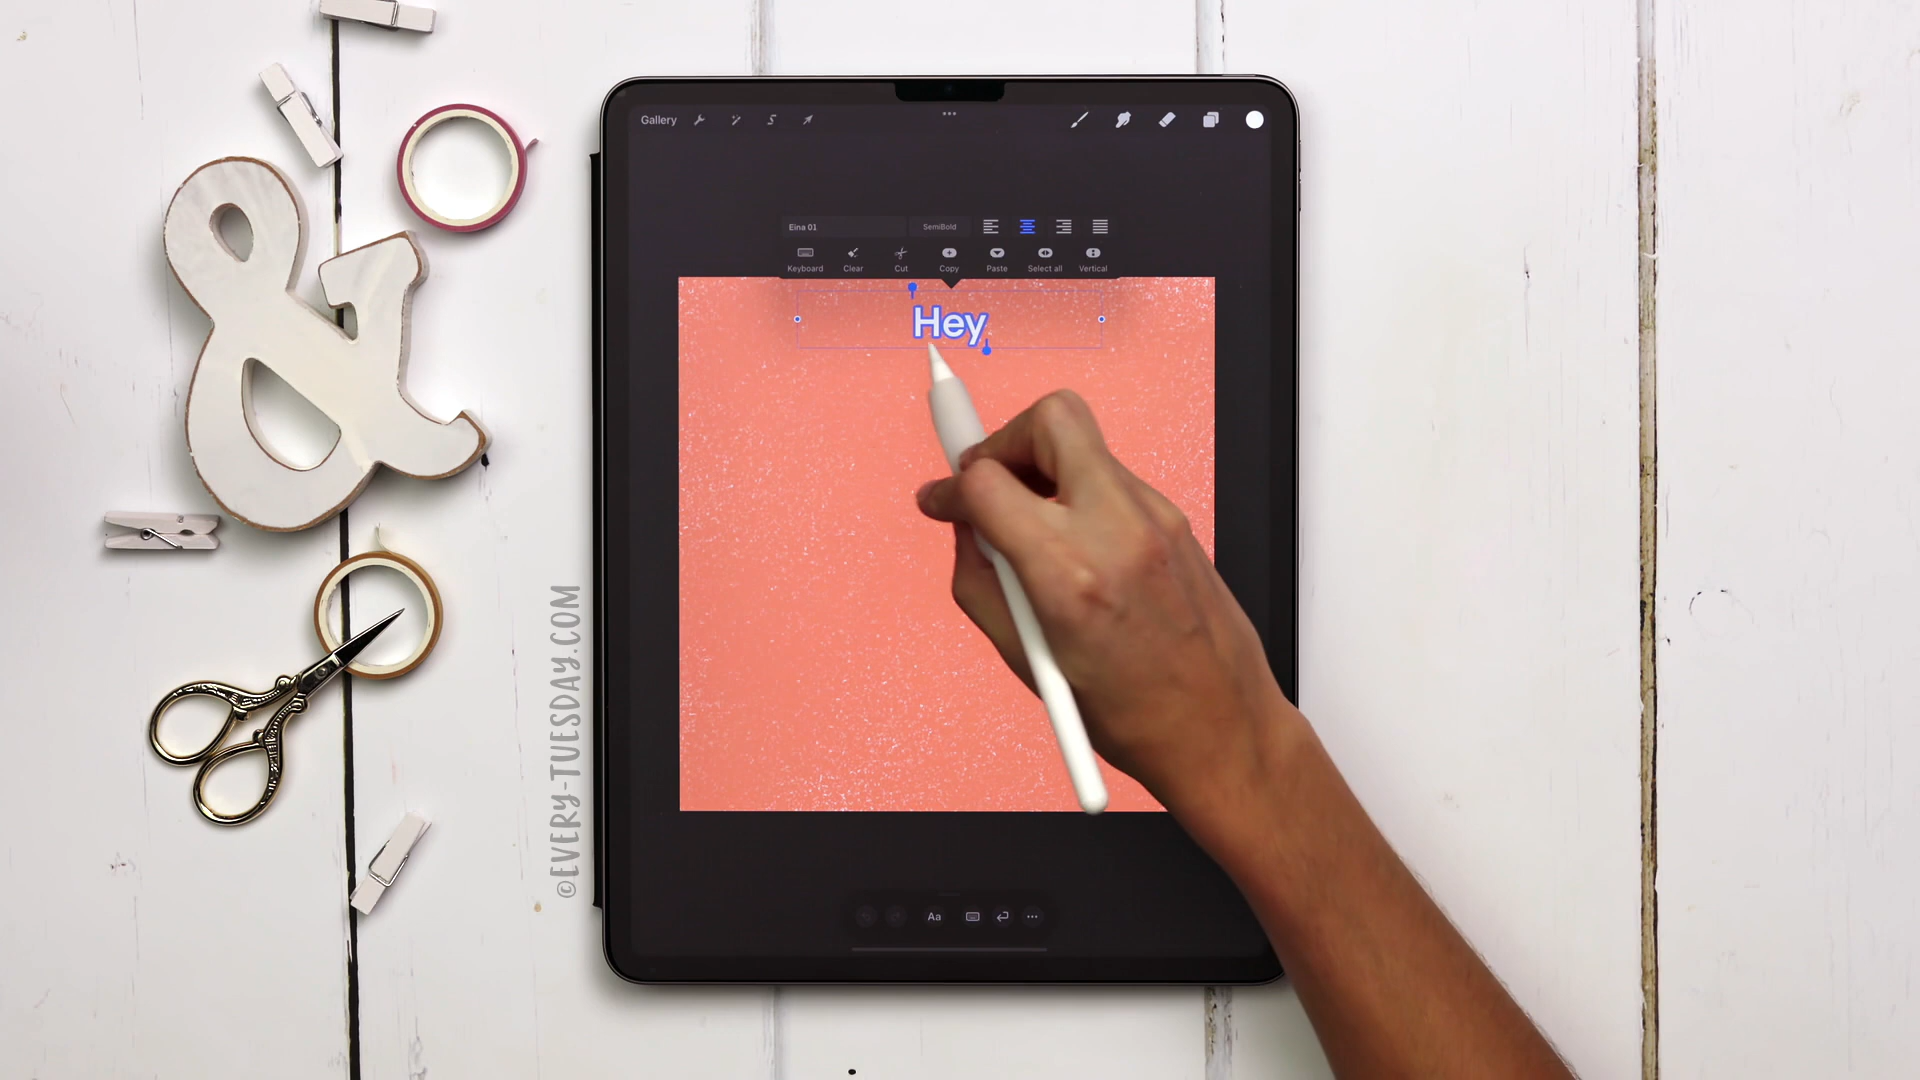 Gallery
Eina 01 SemiBold
Keyboard Clear Cut Copy Paste Select all Vertical
Hey
Aa
©EVERY-TUESDAY.COM
&